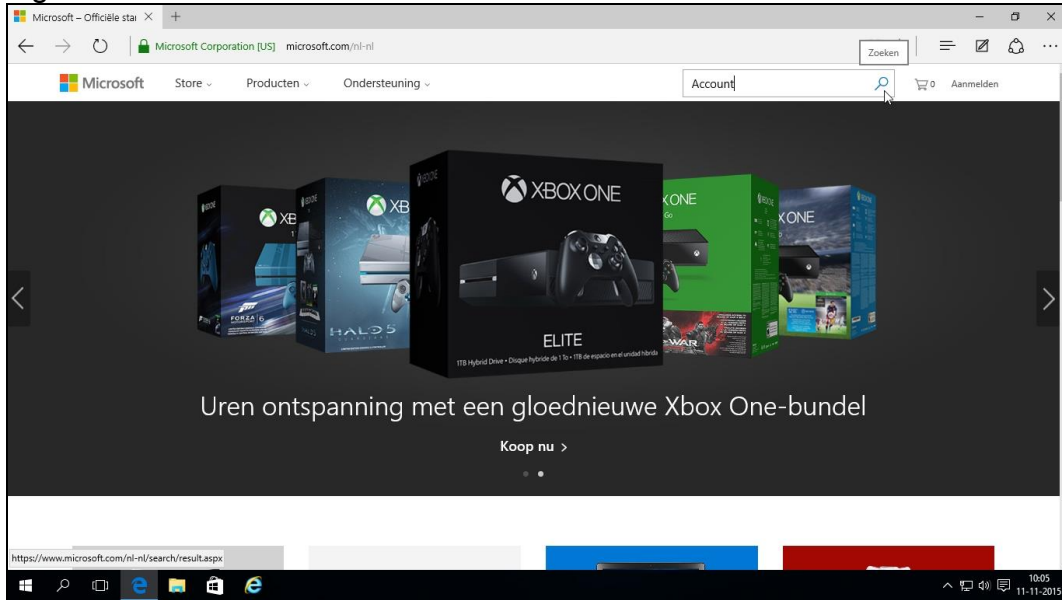 Microsoft – Officiële star
Microsoft Corporation [US] microsoft.com/nl-nl
Zoeken
Microsoft Store Producten Ondersteuning Account 0 Aanmelden
XBOX ONE
FORZA 6
HALO 5
ELITE
1TB Hybrid Drive • Disque hybride de 1 To • 1TB de espacio en el unidad híbrida
Uren ontspanning met een gloednieuwe Xbox One-bundel
Koop nu >
https://www.microsoft.com/nl-nl/search/result.aspx
10:05
11-11-2015